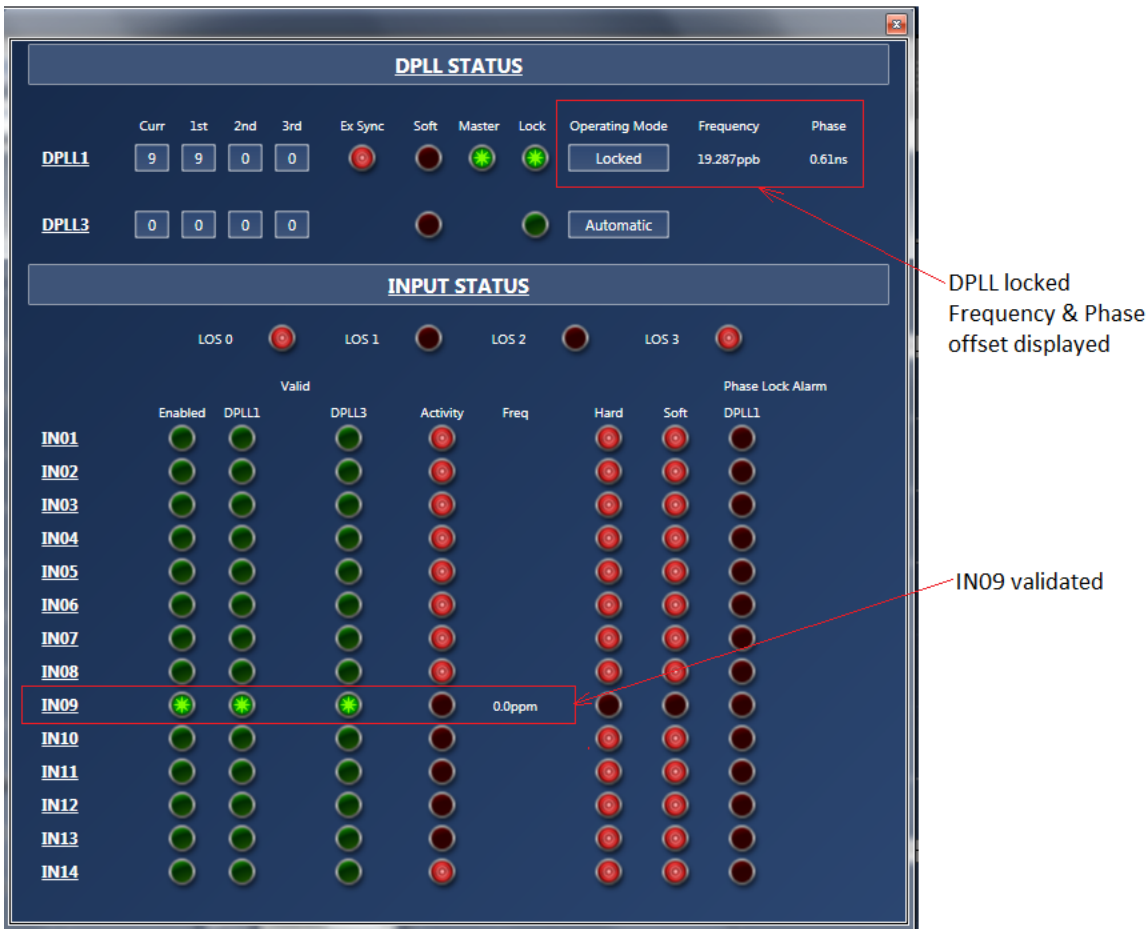 DPLL STATUS
Curr 1st 2nd 3rd Ex Sync Soft Master Lock Operating Mode Frequency Phase
DPLL1 9 9 0 0 Locked 19.287ppb 0.61ns
DPLL3 0 0 0 0 Automatic
INPUT STATUS
LOS 0 LOS 1 LOS 2 LOS 3
Valid Phase Lock Alarm
Enabled DPLL1 DPLL3 Activity Freq Hard Soft DPLL1
IN01
IN02
IN03
IN04
IN05
IN06
IN07
IN08
IN09 0.0ppm
IN10
IN11
IN12
IN13
IN14
DPLL locked
Frequency & Phase
offset displayed
IN09 validated